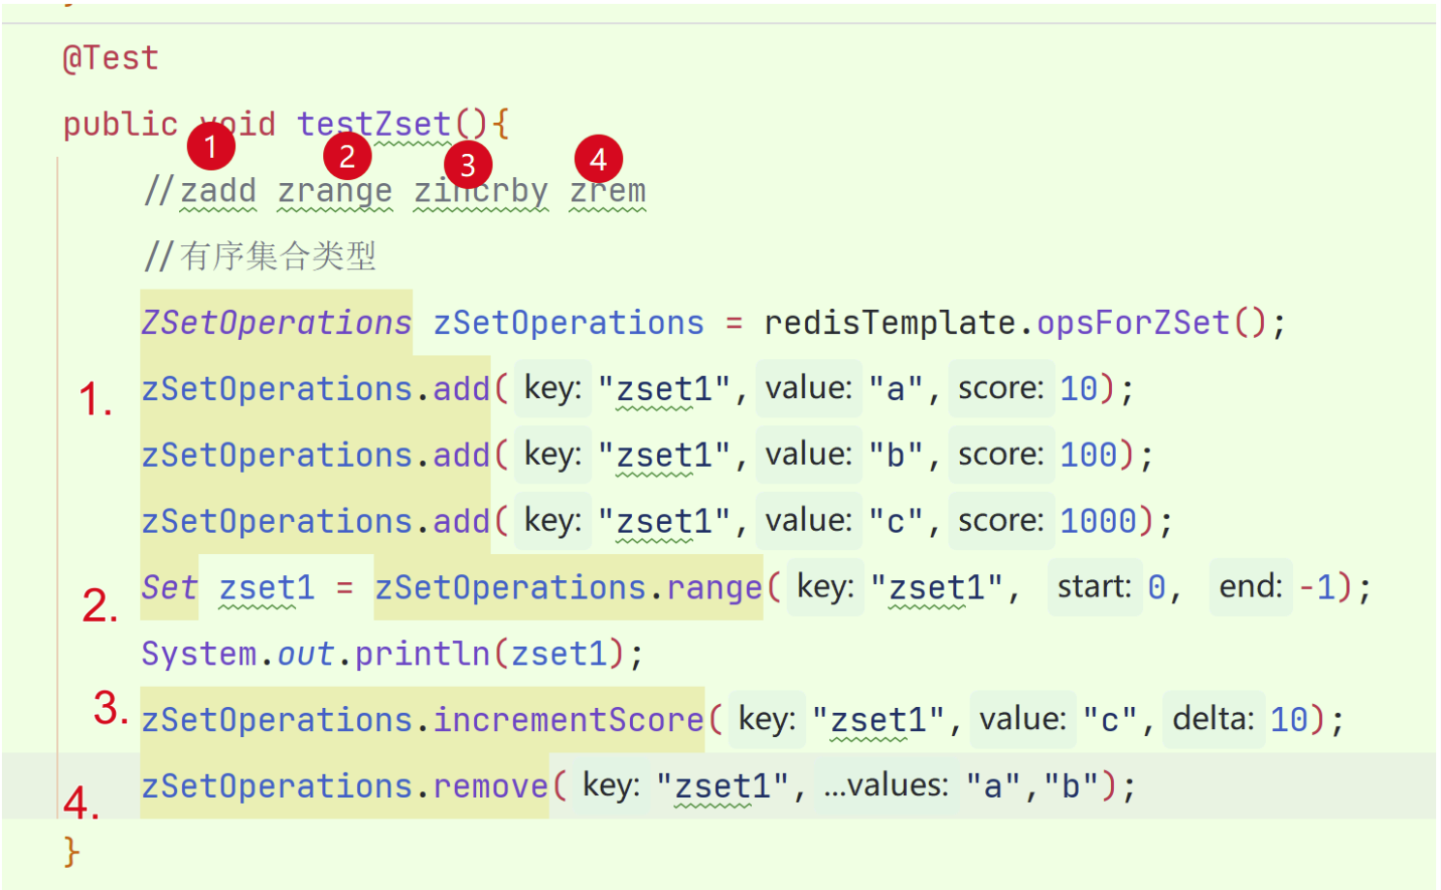 @Test
public void testZset(){
1 2 3 4
//zadd zrange zincrby zrem
//有序集合类型
ZSetOperations zSetOperations = redisTemplate.opsForZSet();
1. zSetOperations.add( key: "zset1", value: "a", score: 10);
zSetOperations.add( key: "zset1", value: "b", score: 100);
zSetOperations.add( key: "zset1", value: "c", score: 1000);
2. Set zset1 = zSetOperations.range( key: "zset1", start: 0, end: -1);
System.out.println(zset1);
3. zSetOperations.incrementScore( key: "zset1", value: "c", delta: 10);
4. zSetOperations.remove( key: "zset1", ...values: "a","b");
}